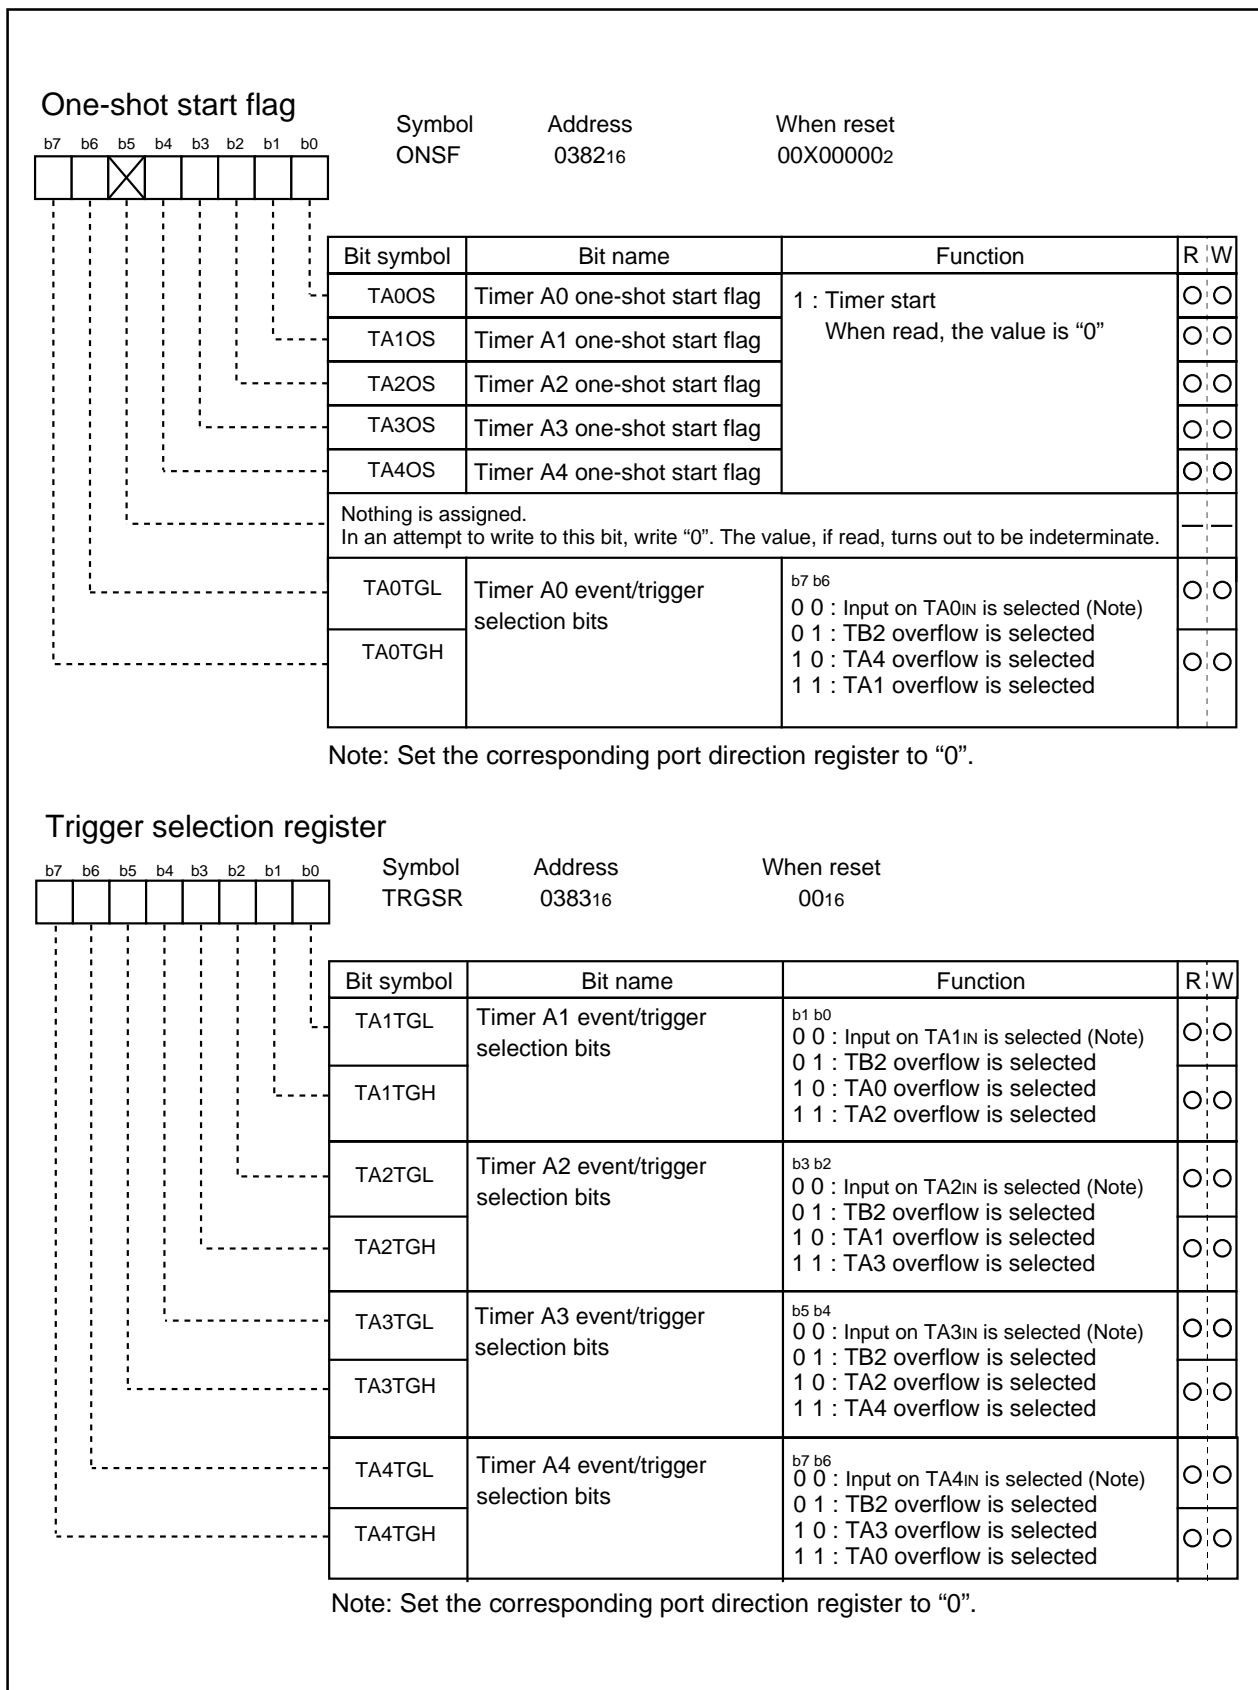 One-shot start flag
Symbol Address When reset
b7 b6 b5 b4 b3 b2 b1 b0
ONSF 038216 00X000002
Bit symbol Bit name Function R W
TA0OS Timer A0 one-shot start flag 1 : Timer start
TA1OS Timer A1 one-shot start flag When read, the value is “0”
TA2OS Timer A2 one-shot start flag
TA3OS Timer A3 one-shot start flag
TA4OS Timer A4 one-shot start flag
Nothing is assigned.
In an attempt to write to this bit, write “0”. The value, if read, turns out to be indeterminate.
b7 b6
TA0TGL Timer A0 event/trigger 0 0 : Input on TA0IN is selected (Note)
selection bits 0 1 : TB2 overflow is selected
TA0TGH 1 0 : TA4 overflow is selected
1 1 : TA1 overflow is selected
Note: Set the corresponding port direction register to “0”.
Trigger selection register
Symbol Address When reset
b7 b6 b5 b4 b3 b2 b1 b0
TRGSR 038316 0016
Bit symbol Bit name Function R W
b1 b0
TA1TGL Timer A1 event/trigger 0 0 : Input on TA1IN is selected (Note)
selection bits 0 1 : TB2 overflow is selected
TA1TGH 1 0 : TA0 overflow is selected
1 1 : TA2 overflow is selected
b3 b2
TA2TGL Timer A2 event/trigger 0 0 : Input on TA2IN is selected (Note)
selection bits 0 1 : TB2 overflow is selected
TA2TGH 1 0 : TA1 overflow is selected
1 1 : TA3 overflow is selected
b5 b4
TA3TGL Timer A3 event/trigger 0 0 : Input on TA3IN is selected (Note)
selection bits 0 1 : TB2 overflow is selected
TA3TGH 1 0 : TA2 overflow is selected
1 1 : TA4 overflow is selected
b7 b6
TA4TGL Timer A4 event/trigger 0 0 : Input on TA4IN is selected (Note)
selection bits 0 1 : TB2 overflow is selected
TA4TGH 1 0 : TA3 overflow is selected
1 1 : TA0 overflow is selected
Note: Set the corresponding port direction register to “0”.